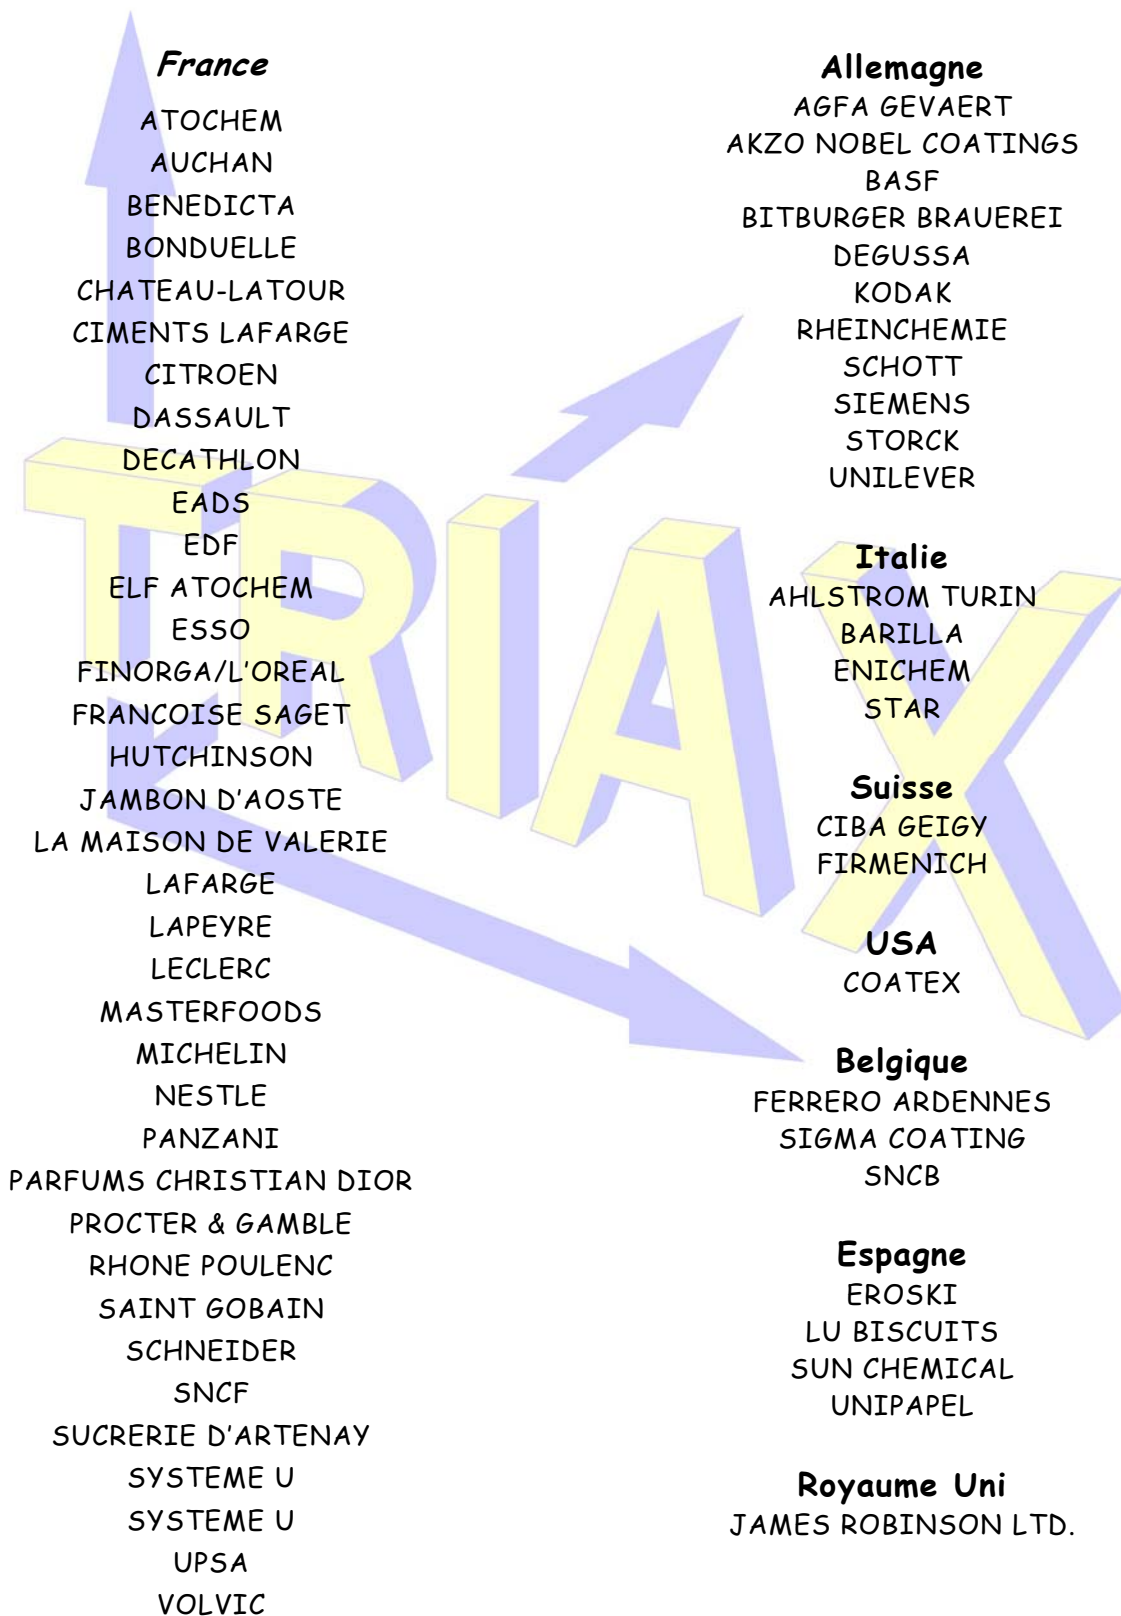 France
ATOCHEM
AUCHAN
BENEDICTA
BONDUELLE
CHATEAU-LATOUR
CIMENTS LAFARGE
CITROEN
DASSAULT
DECATHLON
EADS
EDF
ELF ATOCHEM
ESSO
FINORGA/L'OREAL
FRANCOISE SAGET
HUTCHINSON
JAMBON D'AOSTE
LA MAISON DE VALERIE
LAFARGE
LAPEYRE
LECLERC
MASTERFOODS
MICHELIN
NESTLE
PANZANI
PARFUMS CHRISTIAN DIOR
PROCTER & GAMBLE
RHONE POULENC
SAINT GOBAIN
SCHNEIDER
SNCF
SUCRERIE D'ARTENAY
SYSTEME U
SYSTEME U
UPSA
VOLVIC
Allemagne
AGFA GEVAERT
AKZO NOBEL COATINGS
BASF
BITBURGER BRAUEREI
DEGUSSA
KODAK
RHEINCHEMIE
SCHOTT
SIEMENS
STORCK
UNILEVER
Italie
AHLSTROM TURIN
BARILLA
ENICHEM
STAR
Suisse
CIBA GEIGY
FIRMENICH
USA
COATEX
Belgique
FERRERO ARDENNES
SIGMA COATING
SNCB
Espagne
EROSKI
LU BISCUITS
SUN CHEMICAL
UNIPAPEL
Royaume Uni
JAMES ROBINSON LTD.
TRIAX